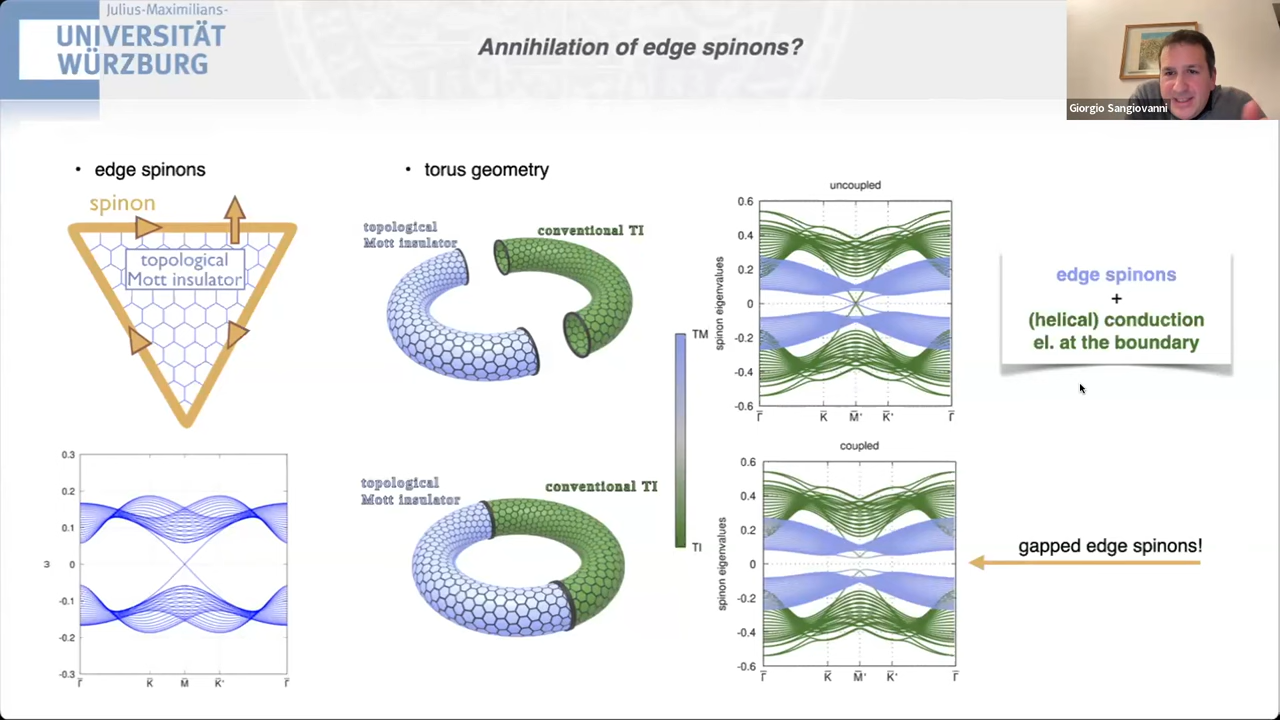 Julius-Maximilians-
UNIVERSITÄT
WÜRZBURG
Annihilation of edge spinons?
Giorgio Sangiovanni
• edge spinons
spinon
topological
Mott insulator
0.3
0.2
0.1
0
-0.1
-0.2
-0.3
ω
Γ̄ K̄ M̄ K̄' Γ̄
• torus geometry
topological
Mott insulator
conventional TI
topological
Mott insulator
conventional TI
TM
TI
uncoupled
spinon eigenvalues
0.6
0.4
0.2
0
-0.2
-0.4
-0.6
Γ̄ K̄ M̄' K̄' Γ̄
coupled
spinon eigenvalues
0.6
0.4
0.2
0
-0.2
-0.4
-0.6
Γ̄ K̄ M̄' K̄' Γ̄
edge spinons
+
(helical) conduction
el. at the boundary
gapped edge spinons!